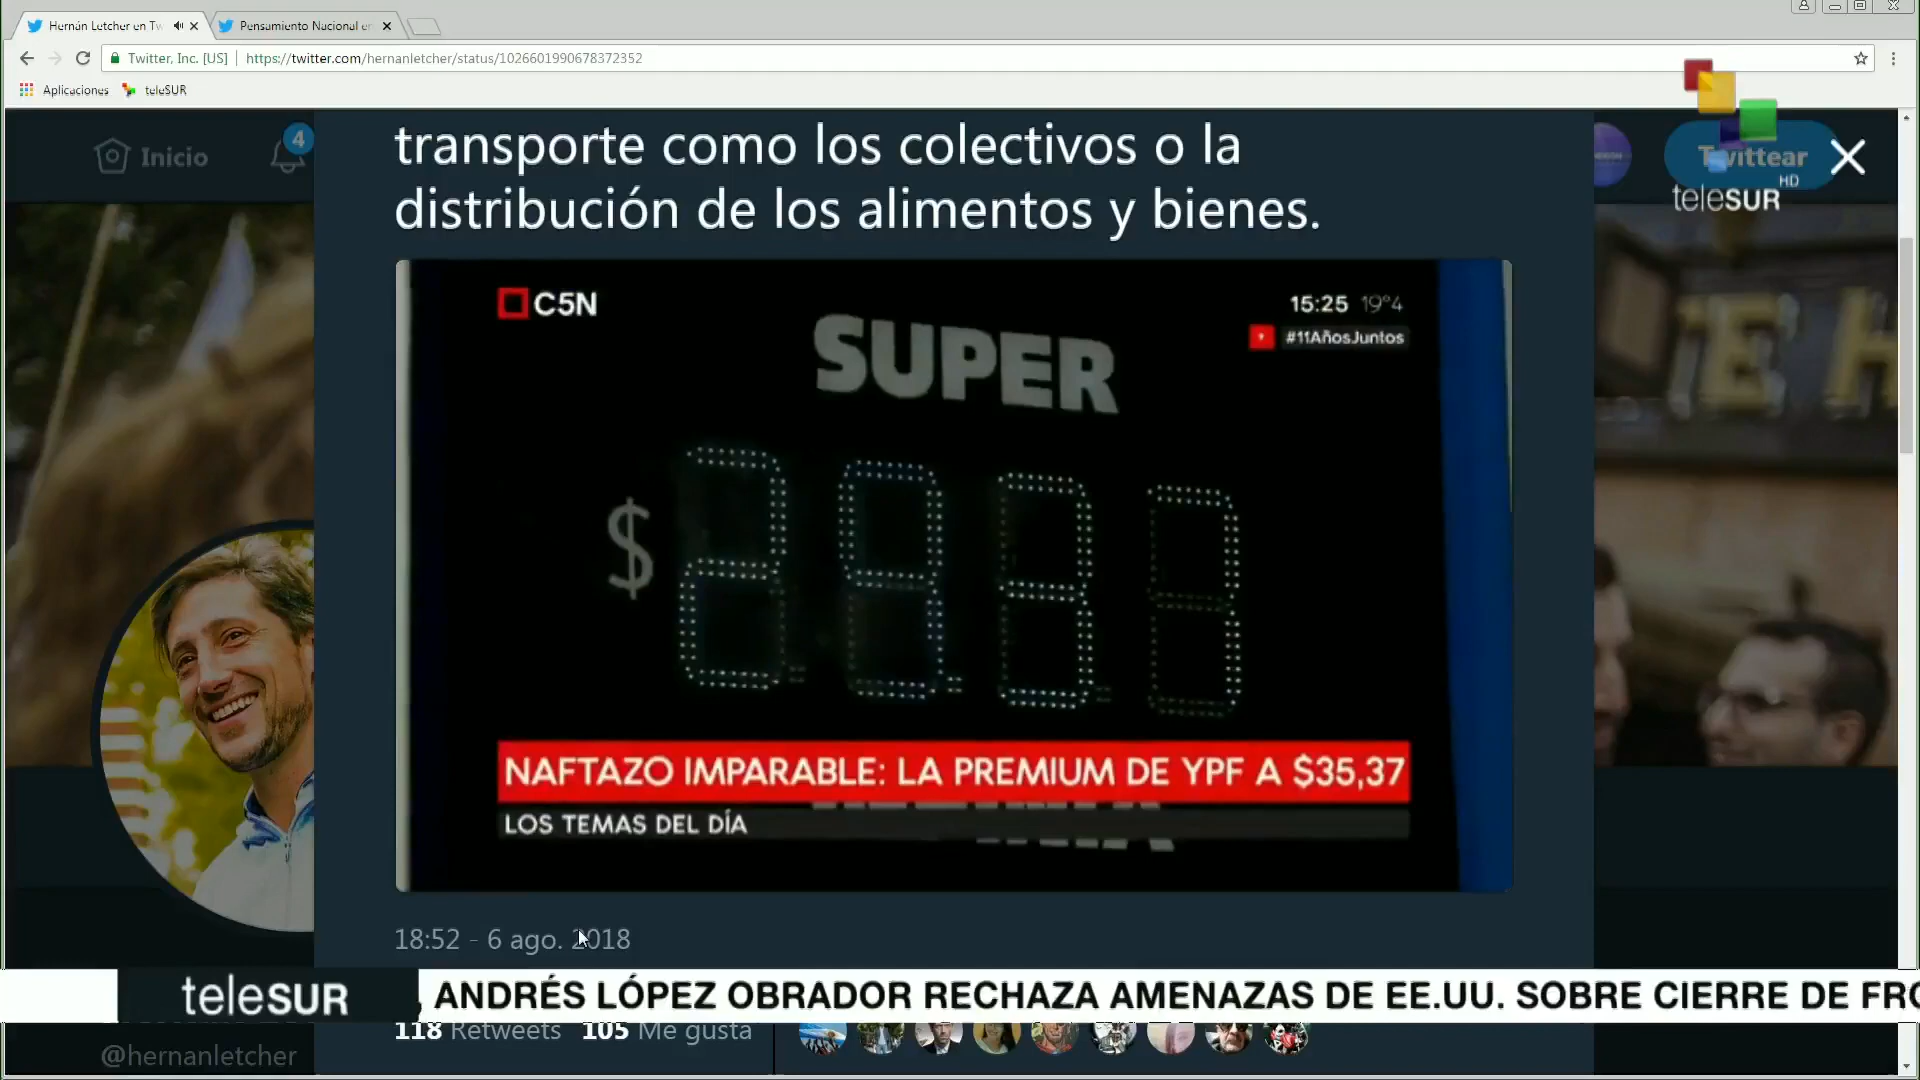 Hernán Letcher en Tw
Pensamiento Nacional en
Twitter, Inc. [US]
https://twitter.com/hernanletcher/status/1026601990678372352
Aplicaciones
teleSUR
Inicio
4
Twittear
HD
teleSUR
transporte como los colectivos o la
distribución de los alimentos y bienes.
C5N
15:25 19°4
#11AñosJuntos
SUPER
$
NAFTAZO IMPARABLE: LA PREMIUM DE YPF A $35,37
LOS TEMAS DEL DÍA
18:52 - 6 ago. 2018
teleSUR
, ANDRÉS LÓPEZ OBRADOR RECHAZA AMENAZAS DE EE.UU. SOBRE CIERRE DE FRO
118 Retweets 105 Me gusta
@hernanletcher